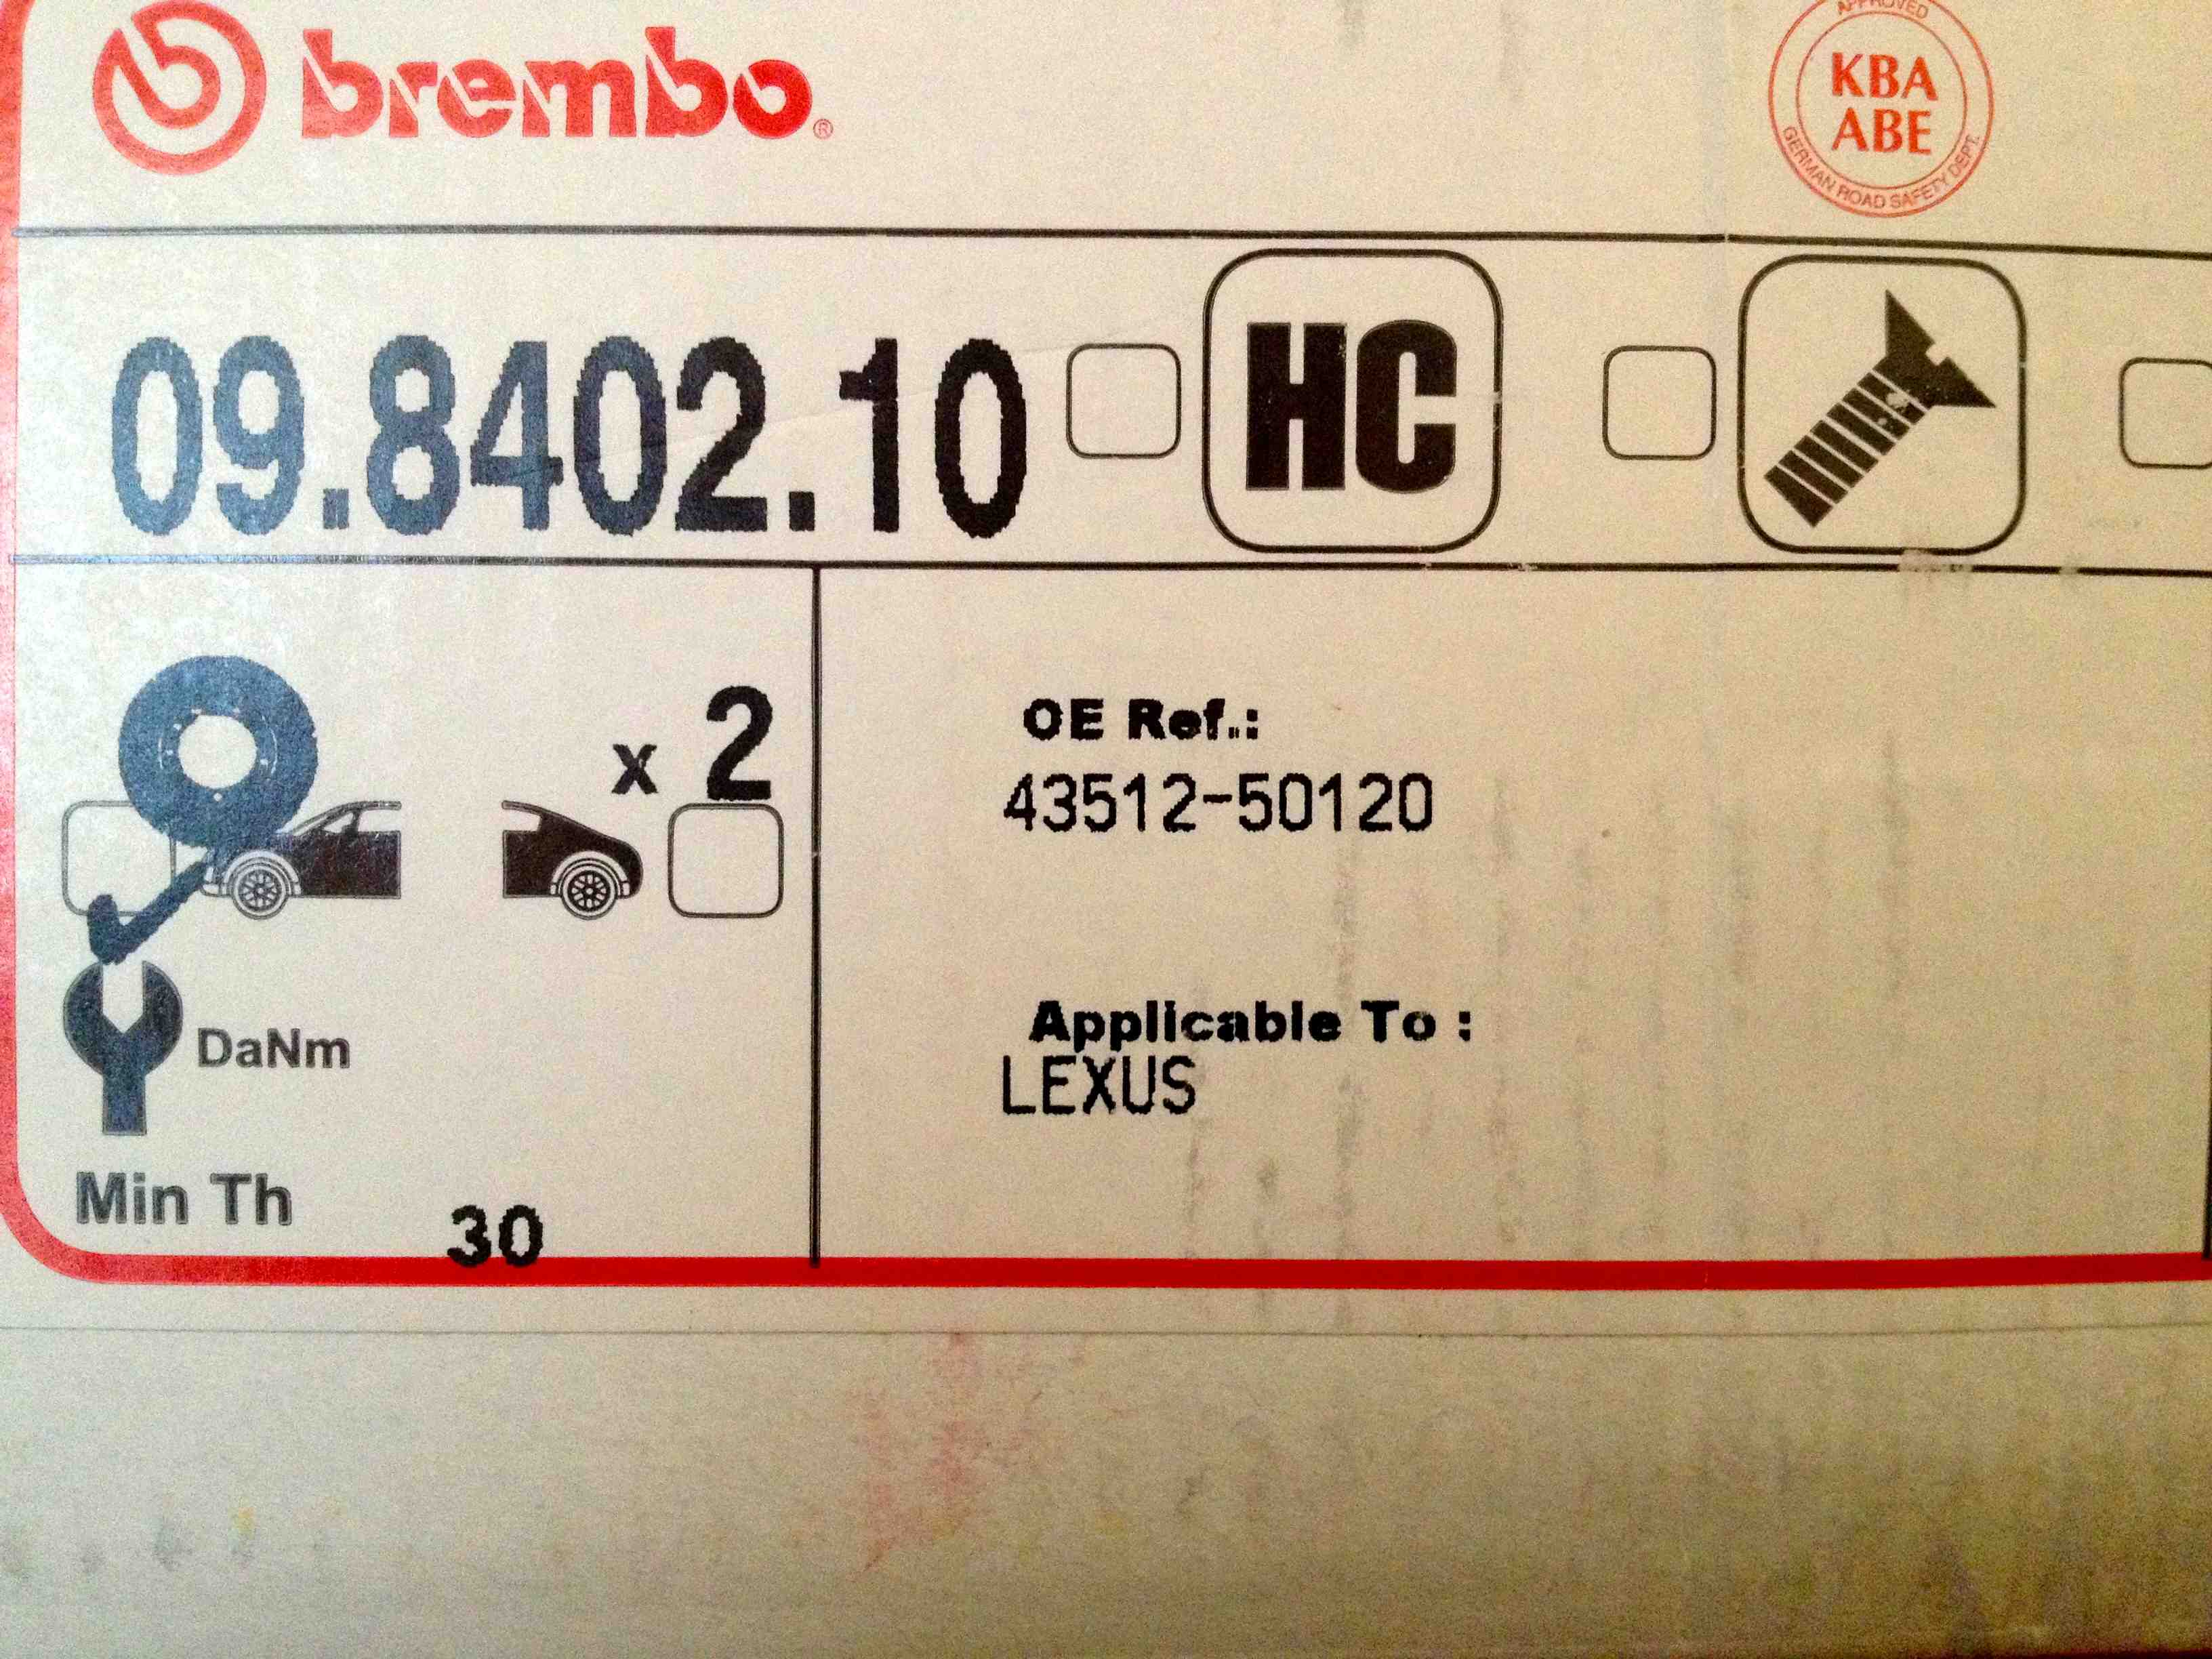 brembo®
APPROVED
KBA
ABE
GERMAN ROAD SAFETY DEPT.
09.8402.10
HC
x 2
OE Ref.:
43512-50120
DaNm
Applicable To :
LEXUS
Min Th
30